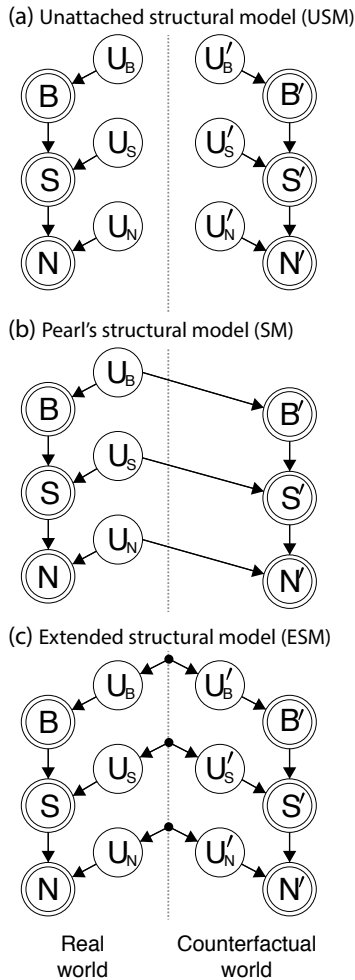 (a) Unattached structural model (USM)
U_B U′_B
B B′
U_S U′_S
S S′
U_N U′_N
N N′
(b) Pearl's structural model (SM)
U_B
B B′
U_S
S S′
U_N
N N′
(c) Extended structural model (ESM)
U_B U′_B
B B′
U_S U′_S
S S′
U_N U′_N
N N′
Real Counterfactual
world world